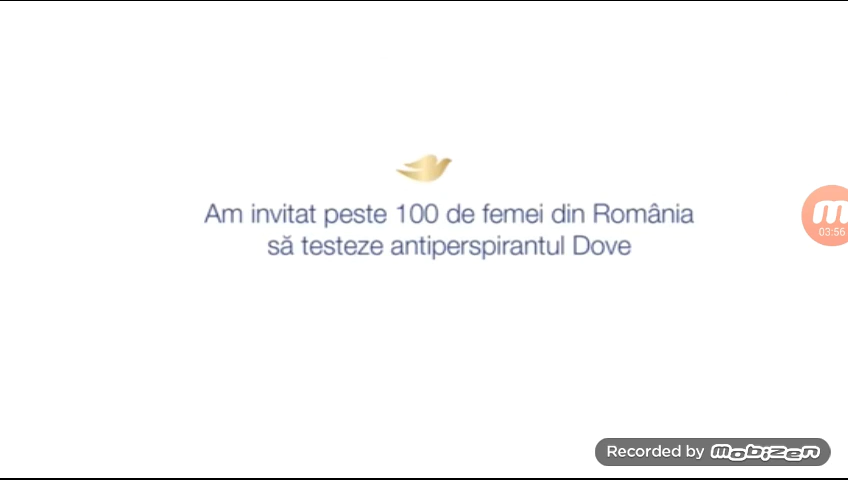 Am invitat peste 100 de femei din România
să testeze antiperspirantul Dove
03:56
Recorded by mobizen